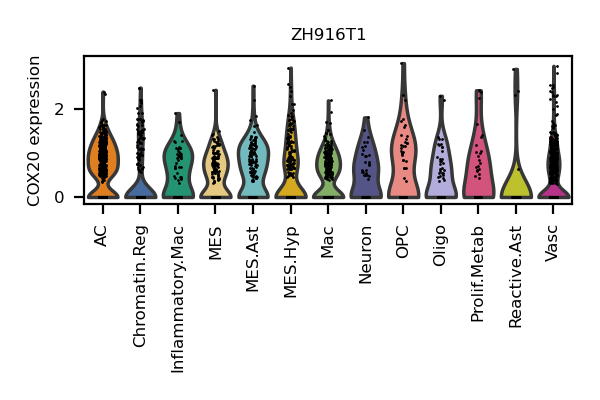 ZH916T1
COX20 expression
2
0
AC
Chromatin.Reg
Inflammatory.Mac
MES
MES.Ast
MES.Hyp
Mac
Neuron
OPC
Oligo
Prolif.Metab
Reactive.Ast
Vasc